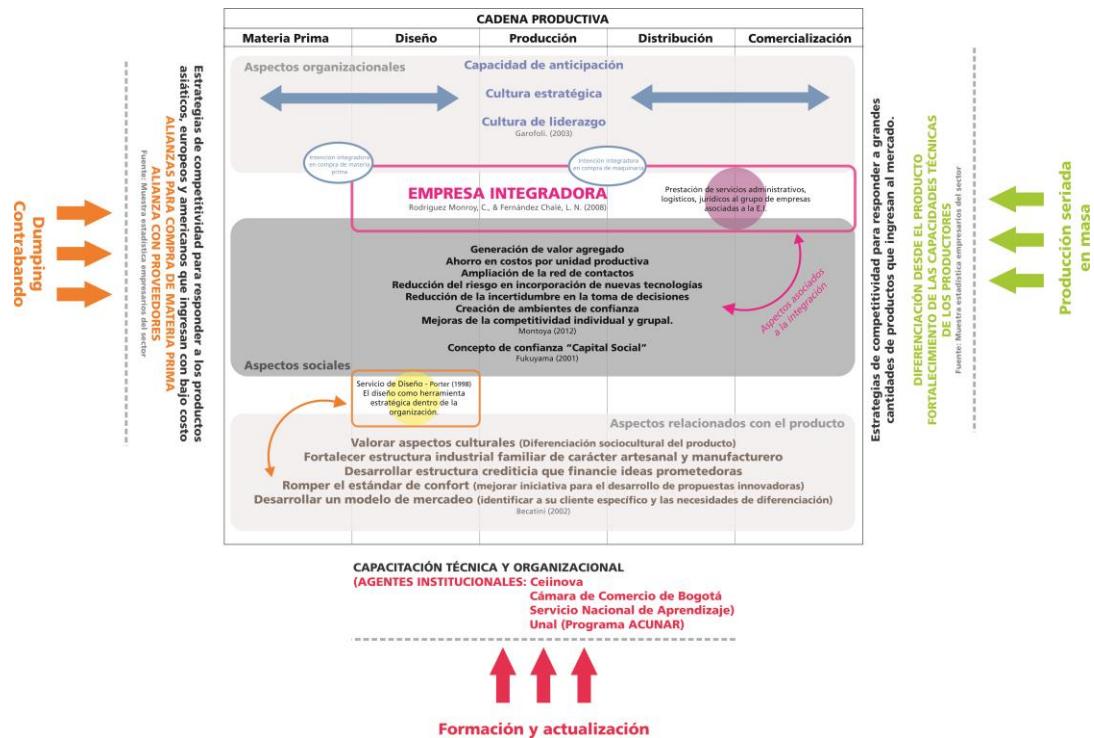 CADENA PRODUCTIVA
Materia Prima
Diseño
Producción
Distribución
Comercialización
Aspectos organizacionales
Capacidad de anticipación
Cultura estratégica
Cultura de liderazgo
Garofoli. (2003)
Intención integradora
en compra de materia
prima
Intención integradora
en compra de maquinaria
EMPRESA INTEGRADORA
Rodriguez Monroy, C., & Fernández Chalé, L. N. (2008)
Prestación de servicios administrativos,
logísticos, jurídicos al grupo de empresas
asociadas a la E.I.
Generación de valor agregado
Ahorro en costos por unidad productiva
Ampliación de la red de contactos
Reducción del riesgo en incorporación de nuevas tecnologías
Reducción de la incertidumbre en la toma de decisiones
Creación de ambientes de confianza
Mejoras de la competitividad individual y grupal.
Montoya (2012)
Concepto de confianza “Capital Social”
Fukuyama (2001)
Aspectos sociales
Aspectos asociados
a la integración
Servicio de Diseño - Porter (1998)
El diseño como herramienta
estratégica dentro de la
organización.
Aspectos relacionados con el producto
Valorar aspectos culturales (Diferenciación sociocultural del producto)
Fortalecer estructura industrial familiar de carácter artesanal y manufacturero
Desarrollar estructura crediticia que financie ideas prometedoras
Romper el estándar de confort (mejorar iniciativa para el desarrollo de propuestas innovadoras)
Desarrollar un modelo de mercadeo (identificar a su cliente específico y las necesidades de diferenciación)
Becatini (2002)
Dumping
Contrabando
Estrategias de competitividad para responder a los productos
asiáticos, europeos y americanos que ingresan con bajo costo
ALIANZAS PARA COMPRA DE MATERIA PRIMA
ALIANZA CON PROVEEDORES
Fuente: Muestra estadística empresarios del sector
Estrategias de competitividad para responder a grandes
cantidades de productos que ingresan al mercado.
DIFERENCIACIÓN DESDE EL PRODUCTO
FORTALECIMIENTO DE LAS CAPACIDADES TÉCNICAS
DE LOS PRODUCTORES
Fuente: Muestra estadística empresarios del sector
Producción seriada
en masa
CAPACITACIÓN TÉCNICA Y ORGANIZACIONAL
(AGENTES INSTITUCIONALES: Ceiinova
Cámara de Comercio de Bogotá
Servicio Nacional de Aprendizaje)
Unal (Programa ACUNAR)
Formación y actualización